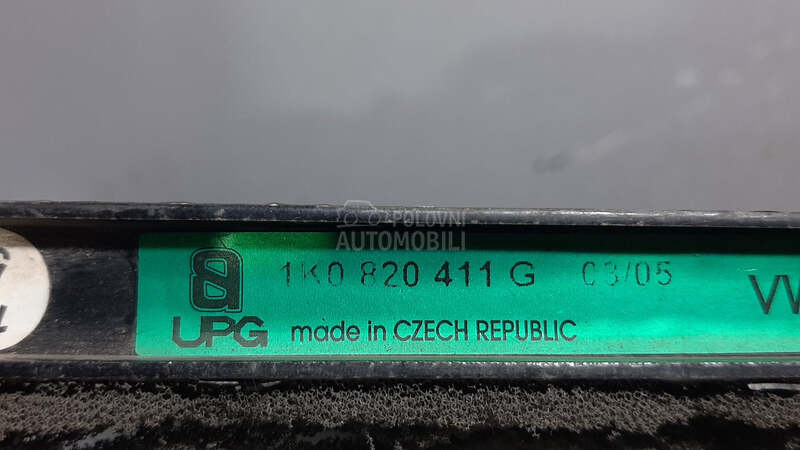 POLOVNI
AUTOMOBILI
1K0 820 411 G 03/05
UPG made in CZECH REPUBLIC